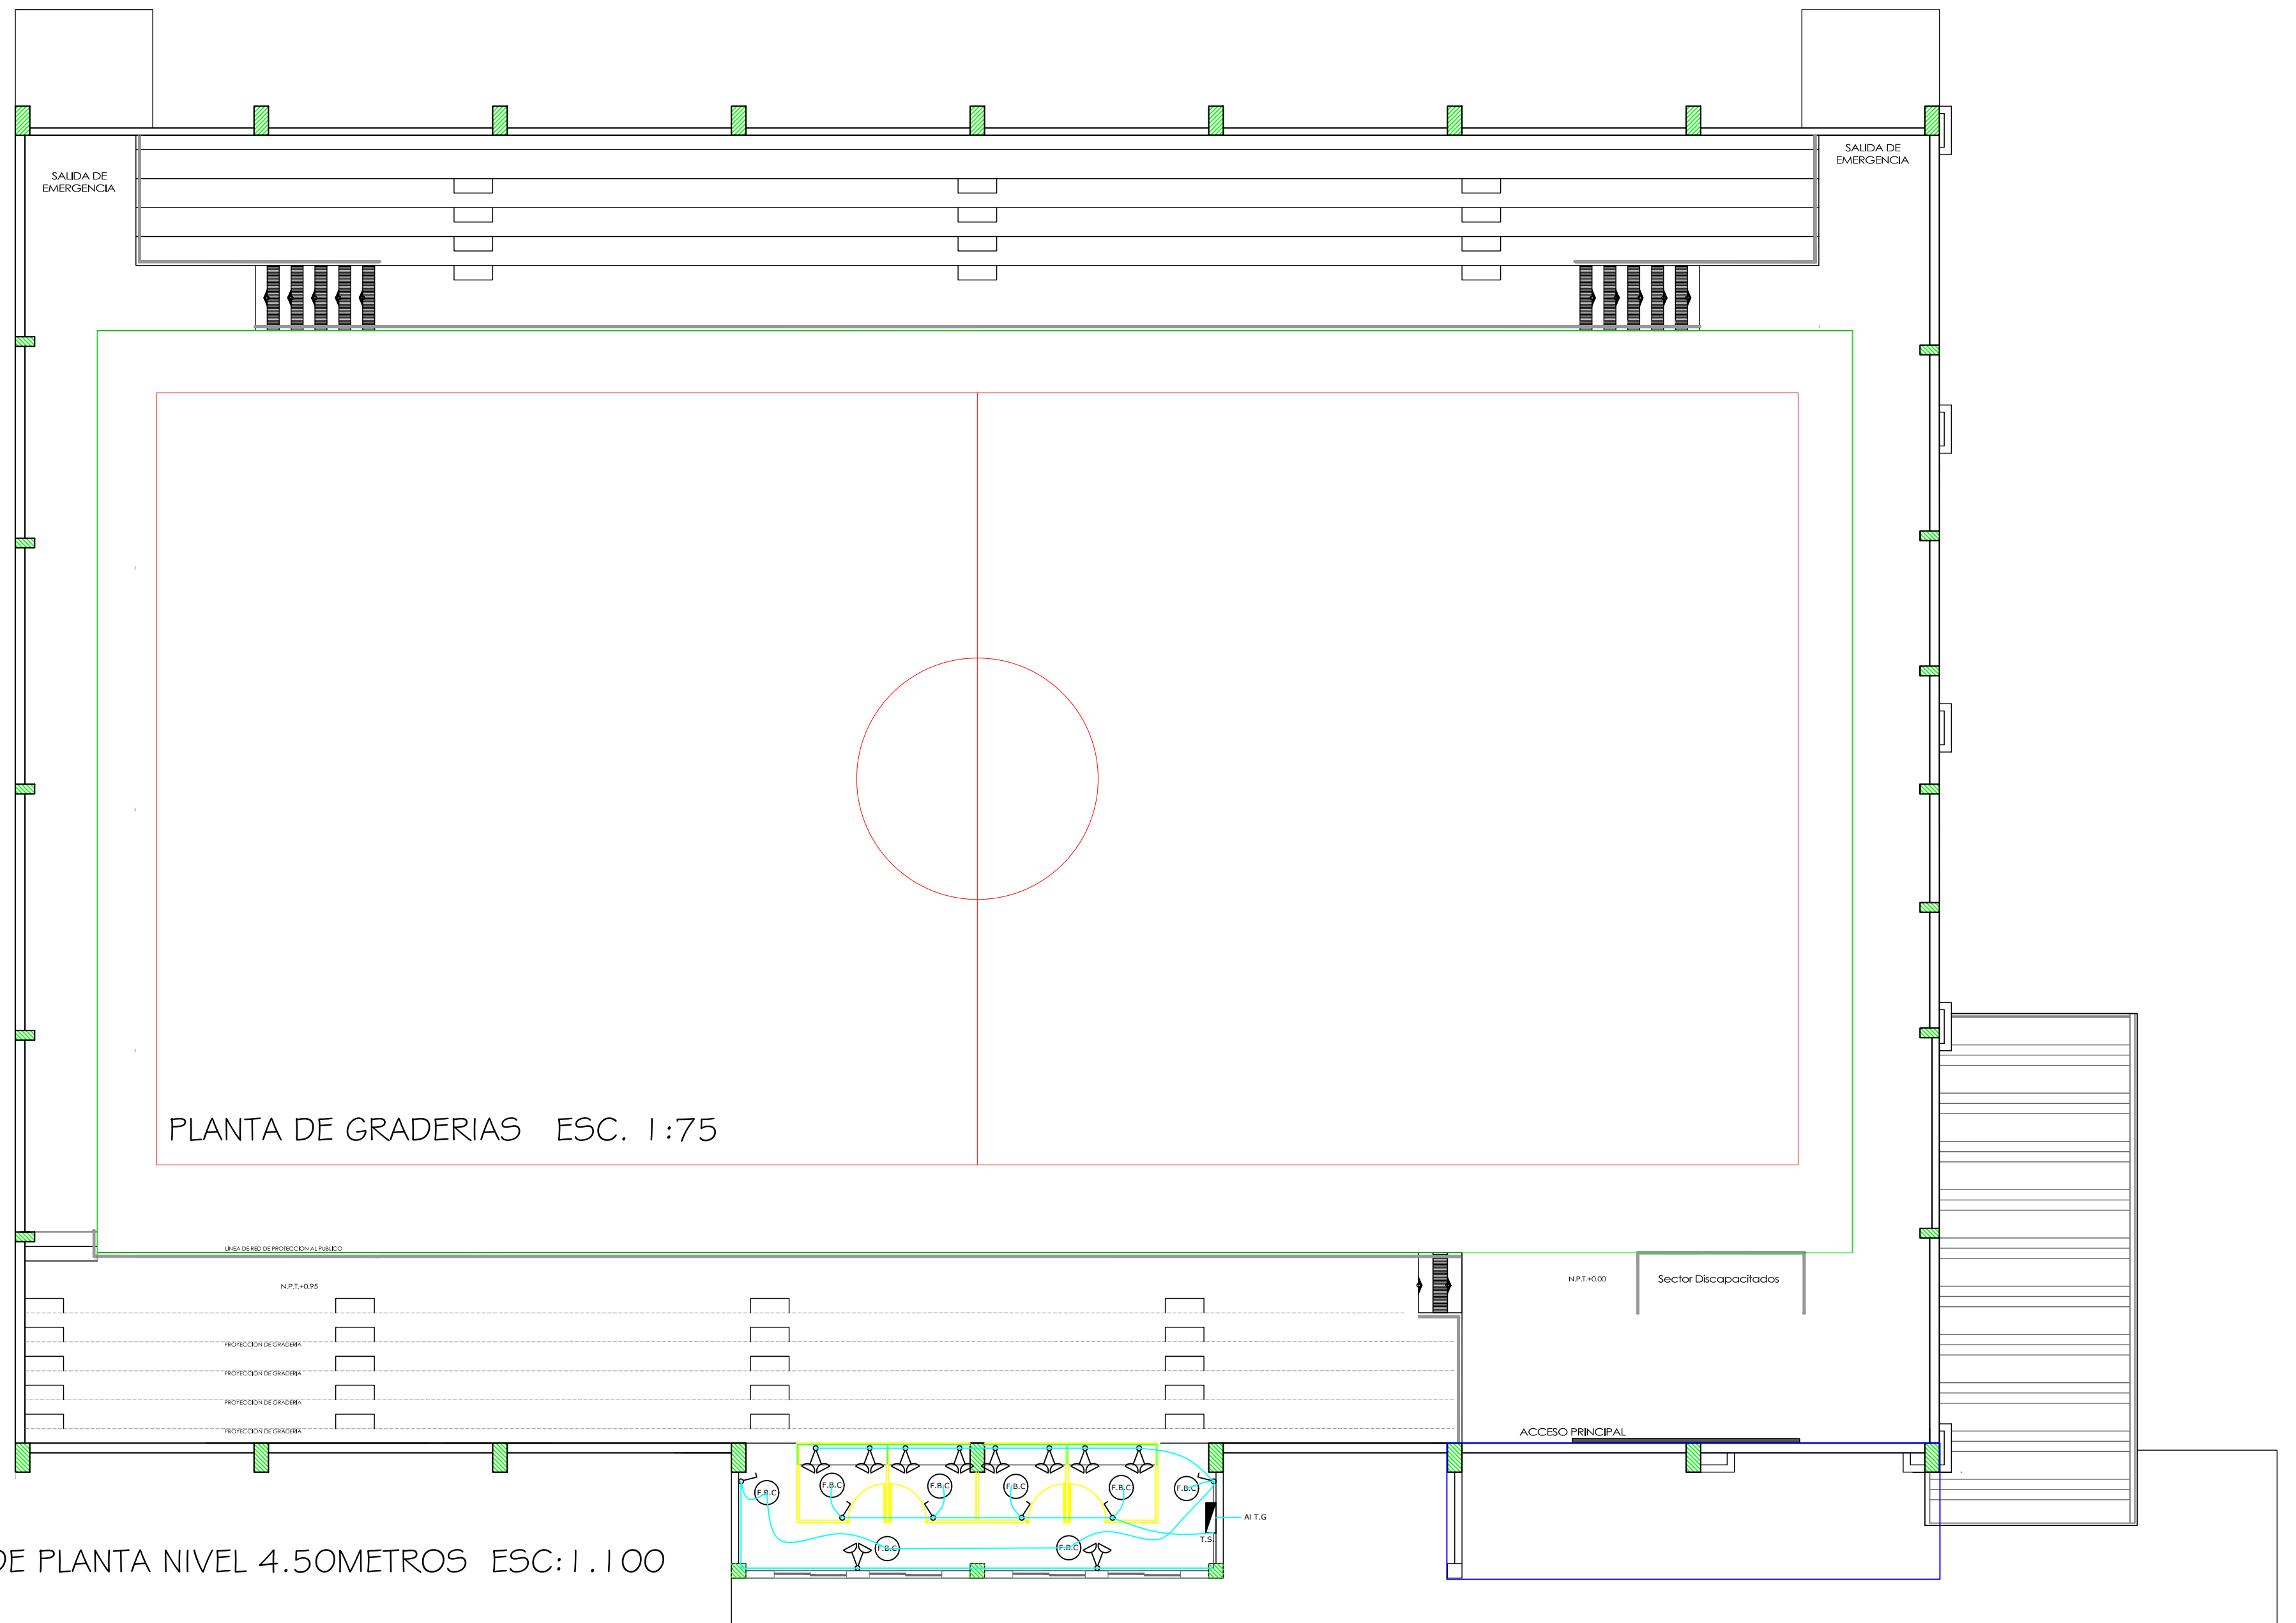 SALIDA DE
EMERGENCIA
SALIDA DE
EMERGENCIA
PLANTA DE GRADERIAS ESC. 1:75
LÍNEA DE RED DE PROTECCION AL PUBLICO
N.P.T.+0.95
N.P.T.+0.00
Sector Discapacitados
PROYECCION DE GRADERIA
PROYECCION DE GRADERIA
PROYECCION DE GRADERIA
PROYECCION DE GRADERIA
ACCESO PRINCIPAL
F.B.C
F.B.C
F.B.C
F.B.C
F.B.C
F.B.C
Al T.G
T.S.
F.B.C
F.B.C
DE PLANTA NIVEL 4.50METROS ESC:1.100